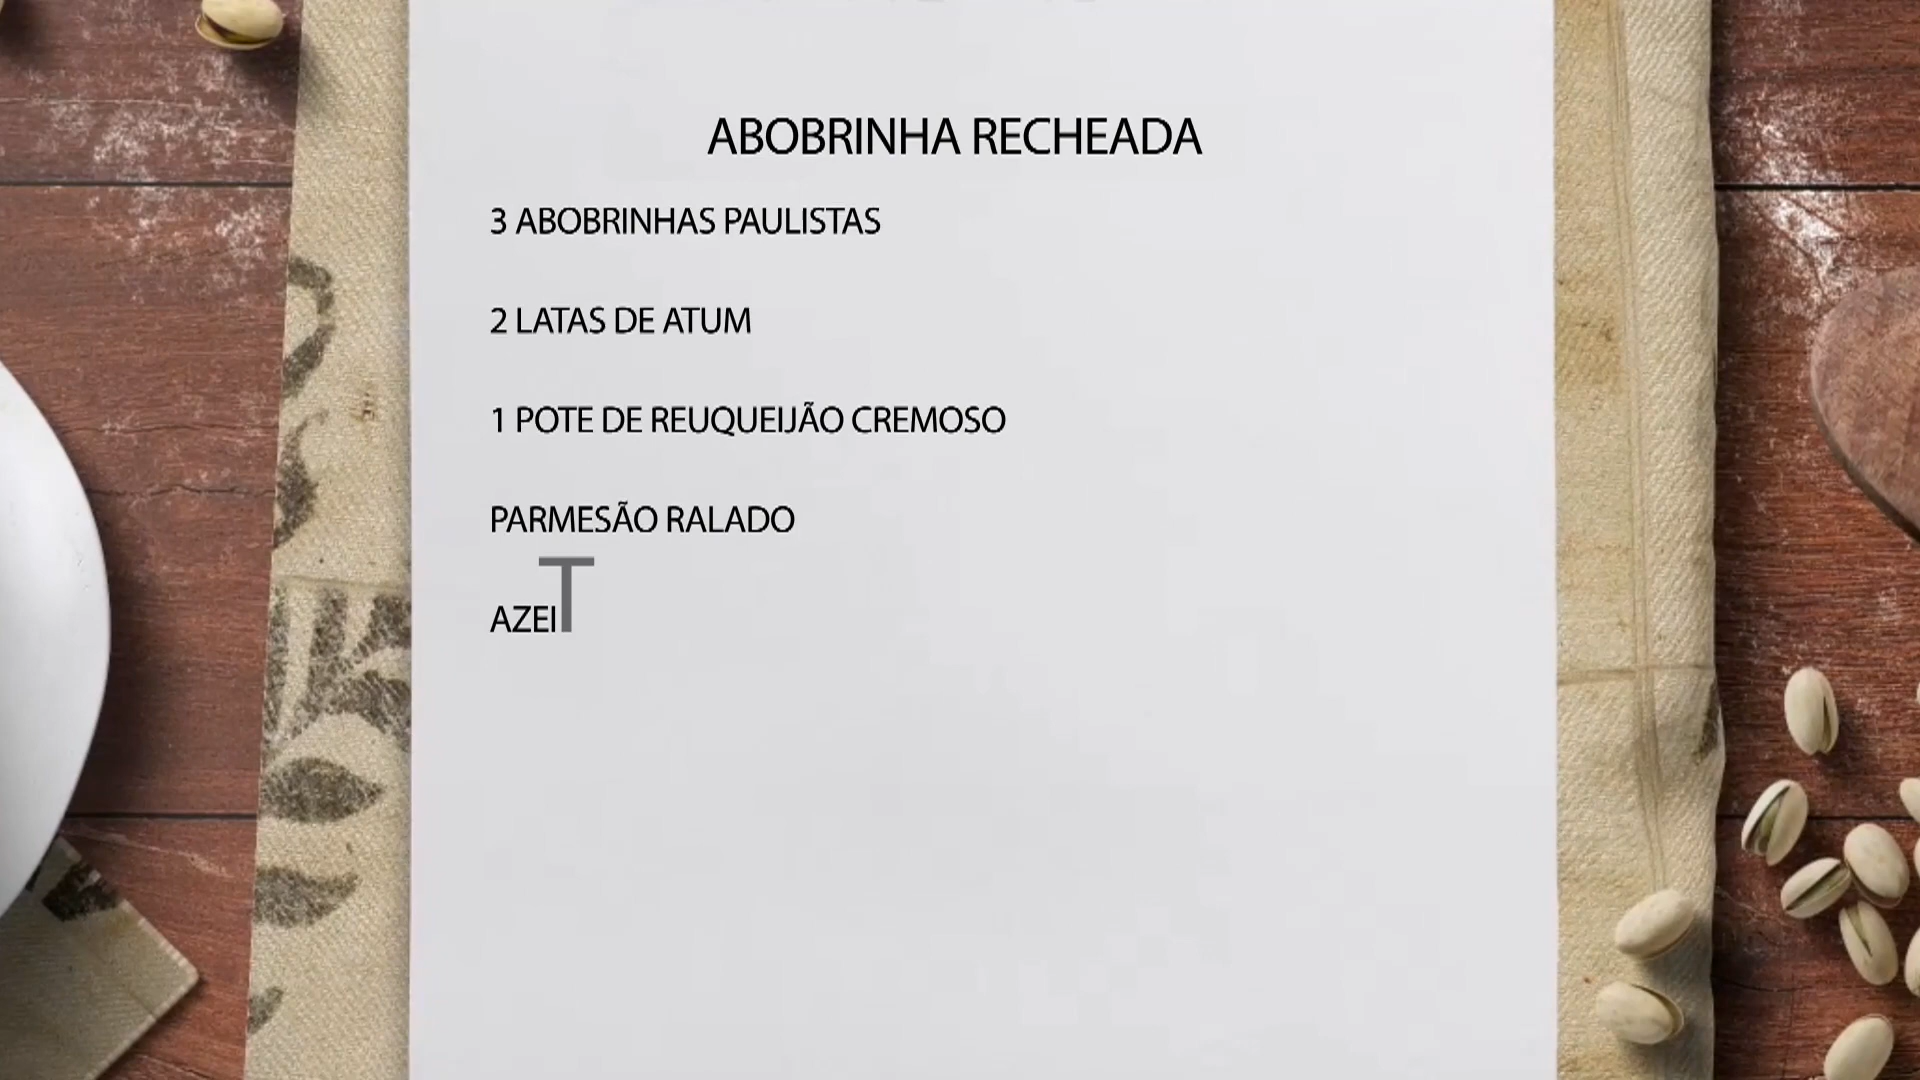 ABOBRINHA RECHEADA
3 ABOBRINHAS PAULISTAS
2 LATAS DE ATUM
1 POTE DE REUQUEIJÃO CREMOSO
PARMESÃO RALADO
AZEIT